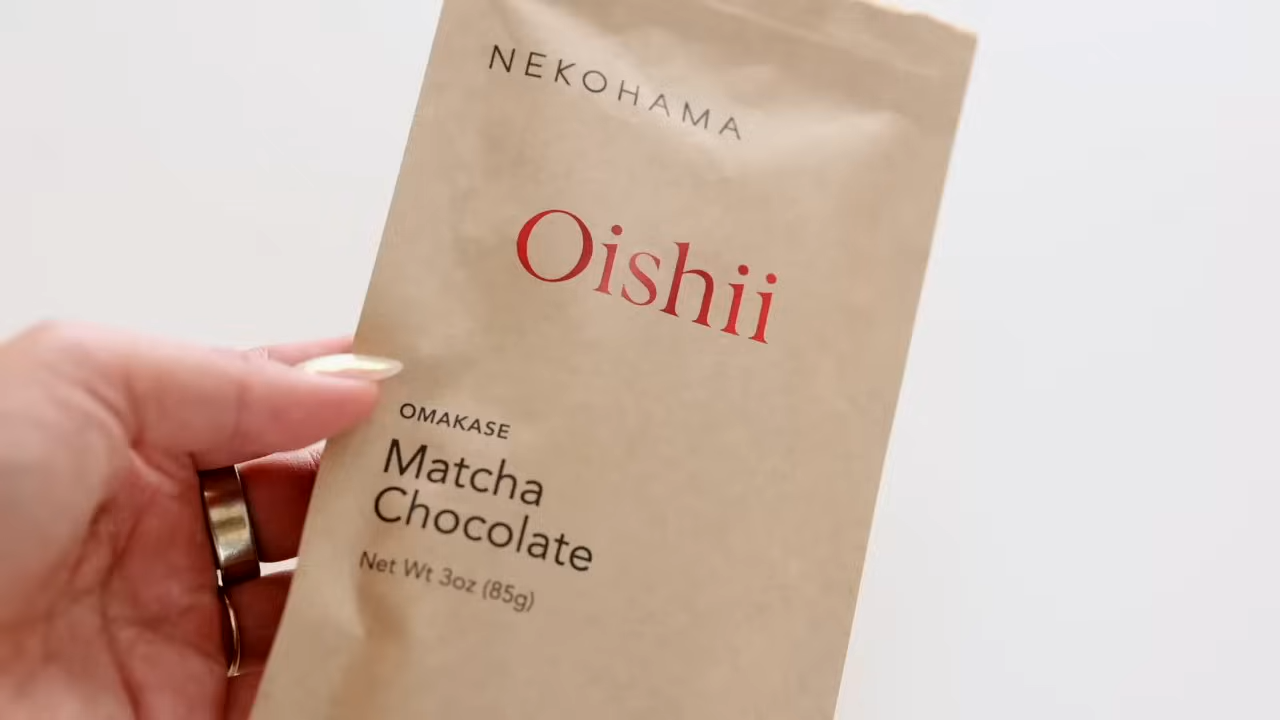 NEKOHAMA
Oishii
OMAKASE
Matcha
Chocolate
Net Wt 3oz (85g)